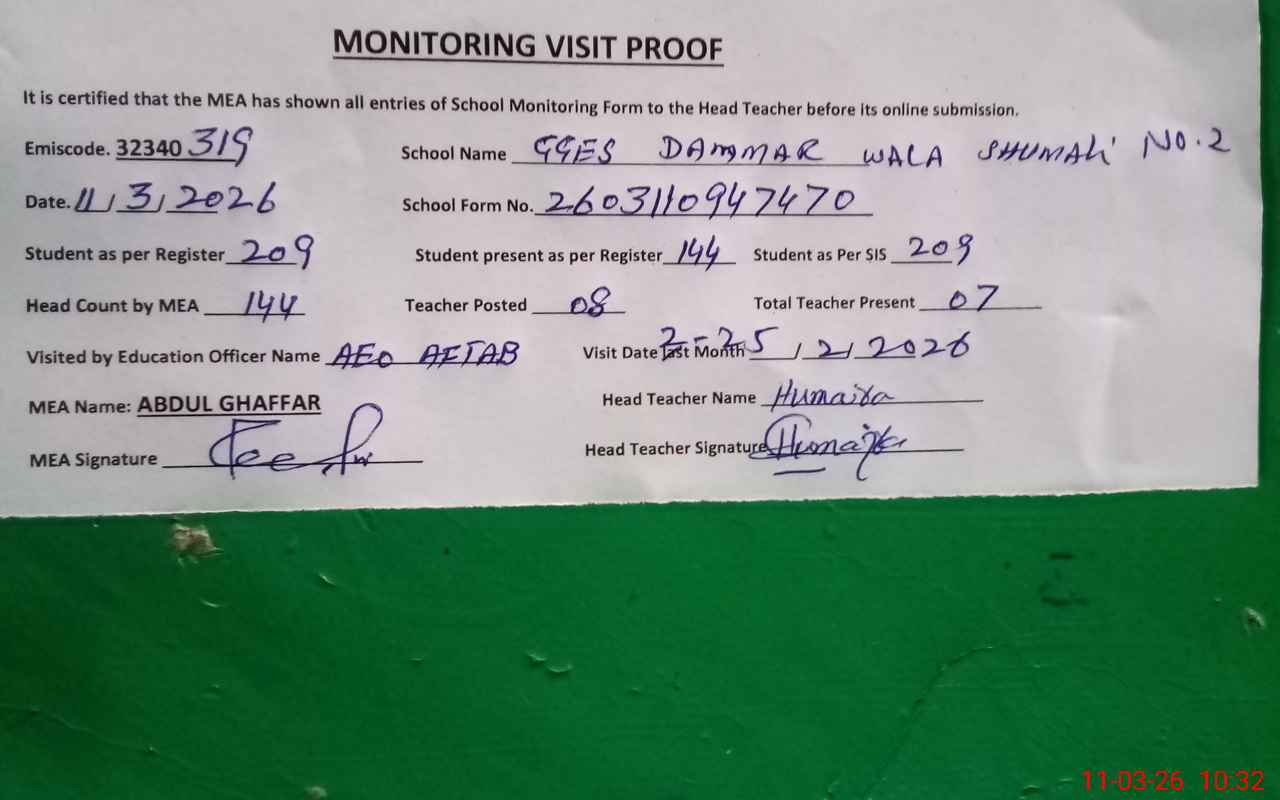 MONITORING VISIT PROOF
It is certified that the MEA has shown all entries of School Monitoring Form to the Head Teacher before its online submission.
Emiscode. 32340 319 School Name GGES DAMMAR WALA SHUMALI NO.2
Date. 11/3/2026 School Form No. 2603110947470
Student as per Register 209 Student present as per Register 144 Student as Per SIS 209
Head Count by MEA 144 Teacher Posted 08 Total Teacher Present 07
Visited by Education Officer Name AEO AFTAB Visit Date last Month 2-25/2/2026
MEA Name: ABDUL GHAFFAR Head Teacher Name Humaira
MEA Signature Head Teacher Signature Humaira
11-03-26 10:32